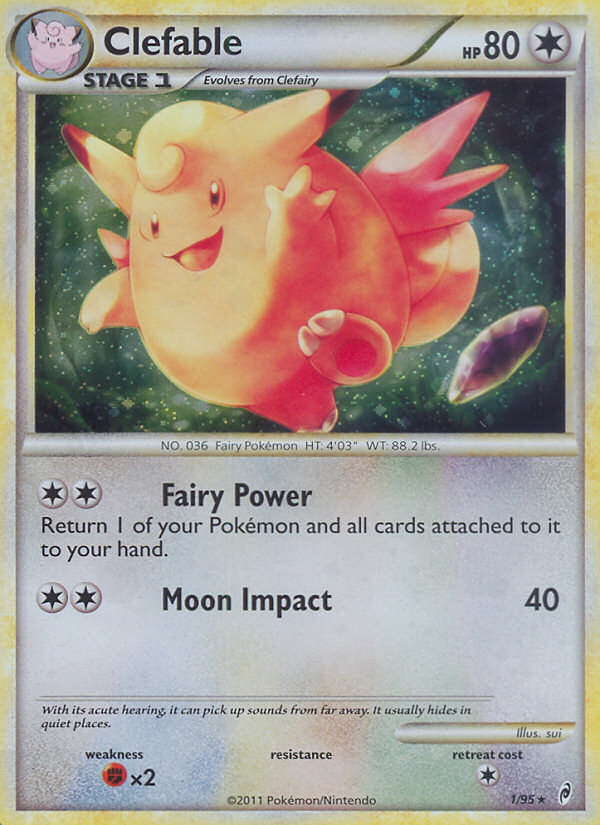 Clefable
HP 80
STAGE 1
Evolves from Clefairy
NO. 036 Fairy Pokémon HT: 4'03" WT: 88.2 lbs.
Fairy Power
Return 1 of your Pokémon and all cards attached to it
to your hand.
Moon Impact 40
With its acute hearing, it can pick up sounds from far away. It usually hides in
quiet places.
Illus. sui
weakness resistance retreat cost
×2
©2011 Pokémon/Nintendo 1/95 ★